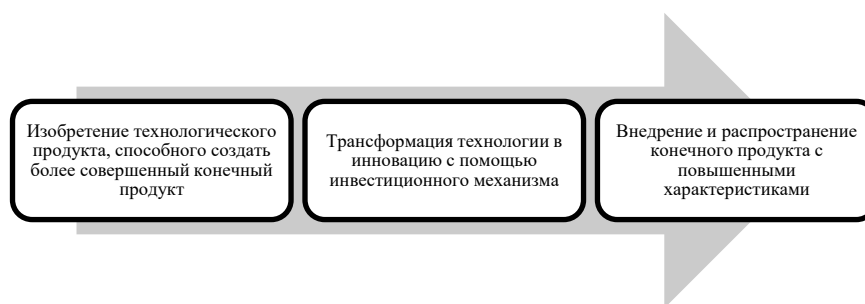 Изобретение технологического
продукта, способного создать
более совершенный конечный
продукт
Трансформация технологии в
инновацию с помощью
инвестиционного механизма
Внедрение и распространение
конечного продукта с
повышенными
характеристиками